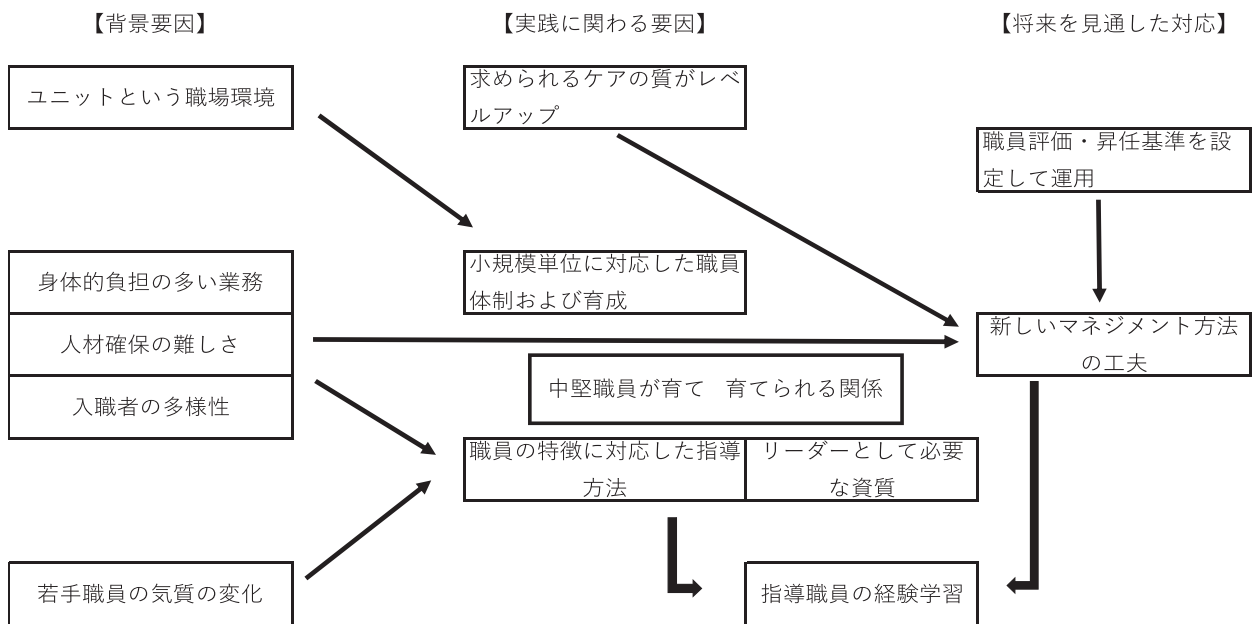 【背景要因】
【実践に関わる要因】
【将来を見通した対応】
ユニットという職場環境
求められるケアの質がレベ
ルアップ
職員評価・昇任基準を設
定して運用
身体的負担の多い業務
人材確保の難しさ
入職者の多様性
小規模単位に対応した職員
体制および育成
新しいマネジメント方法
の工夫
中堅職員が育て　育てられる関係
職員の特徴に対応した指導
方法
リーダーとして必要
な資質
若手職員の気質の変化
指導職員の経験学習